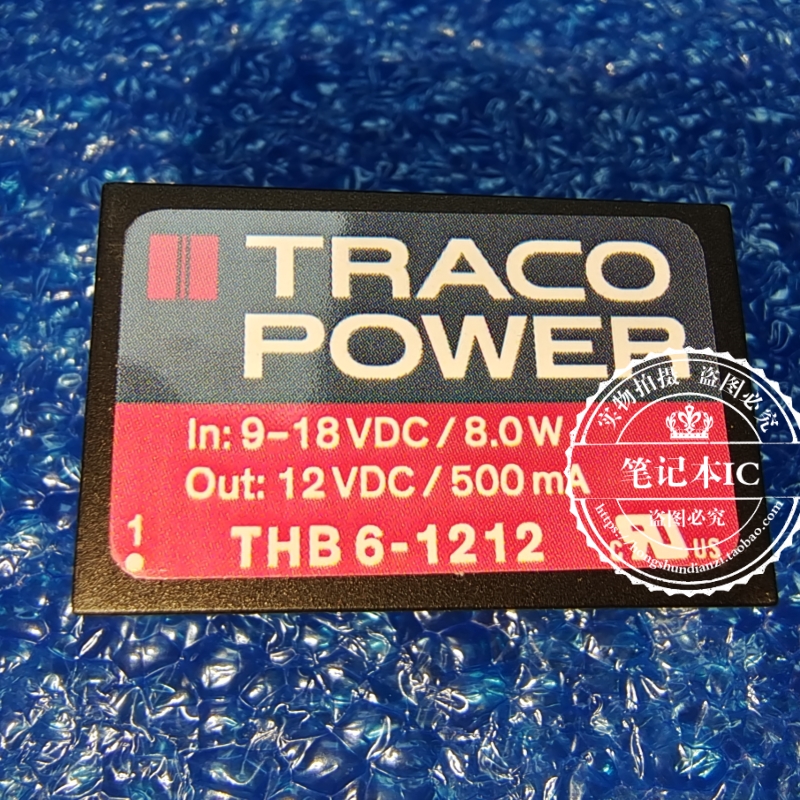 TRACO
POWER
In: 9-18 VDC / 8.0 W
Out: 12 VDC / 500 mA
1
THB 6-1212
C US
实物拍摄 盗图必究
笔记本IC
盗图必究